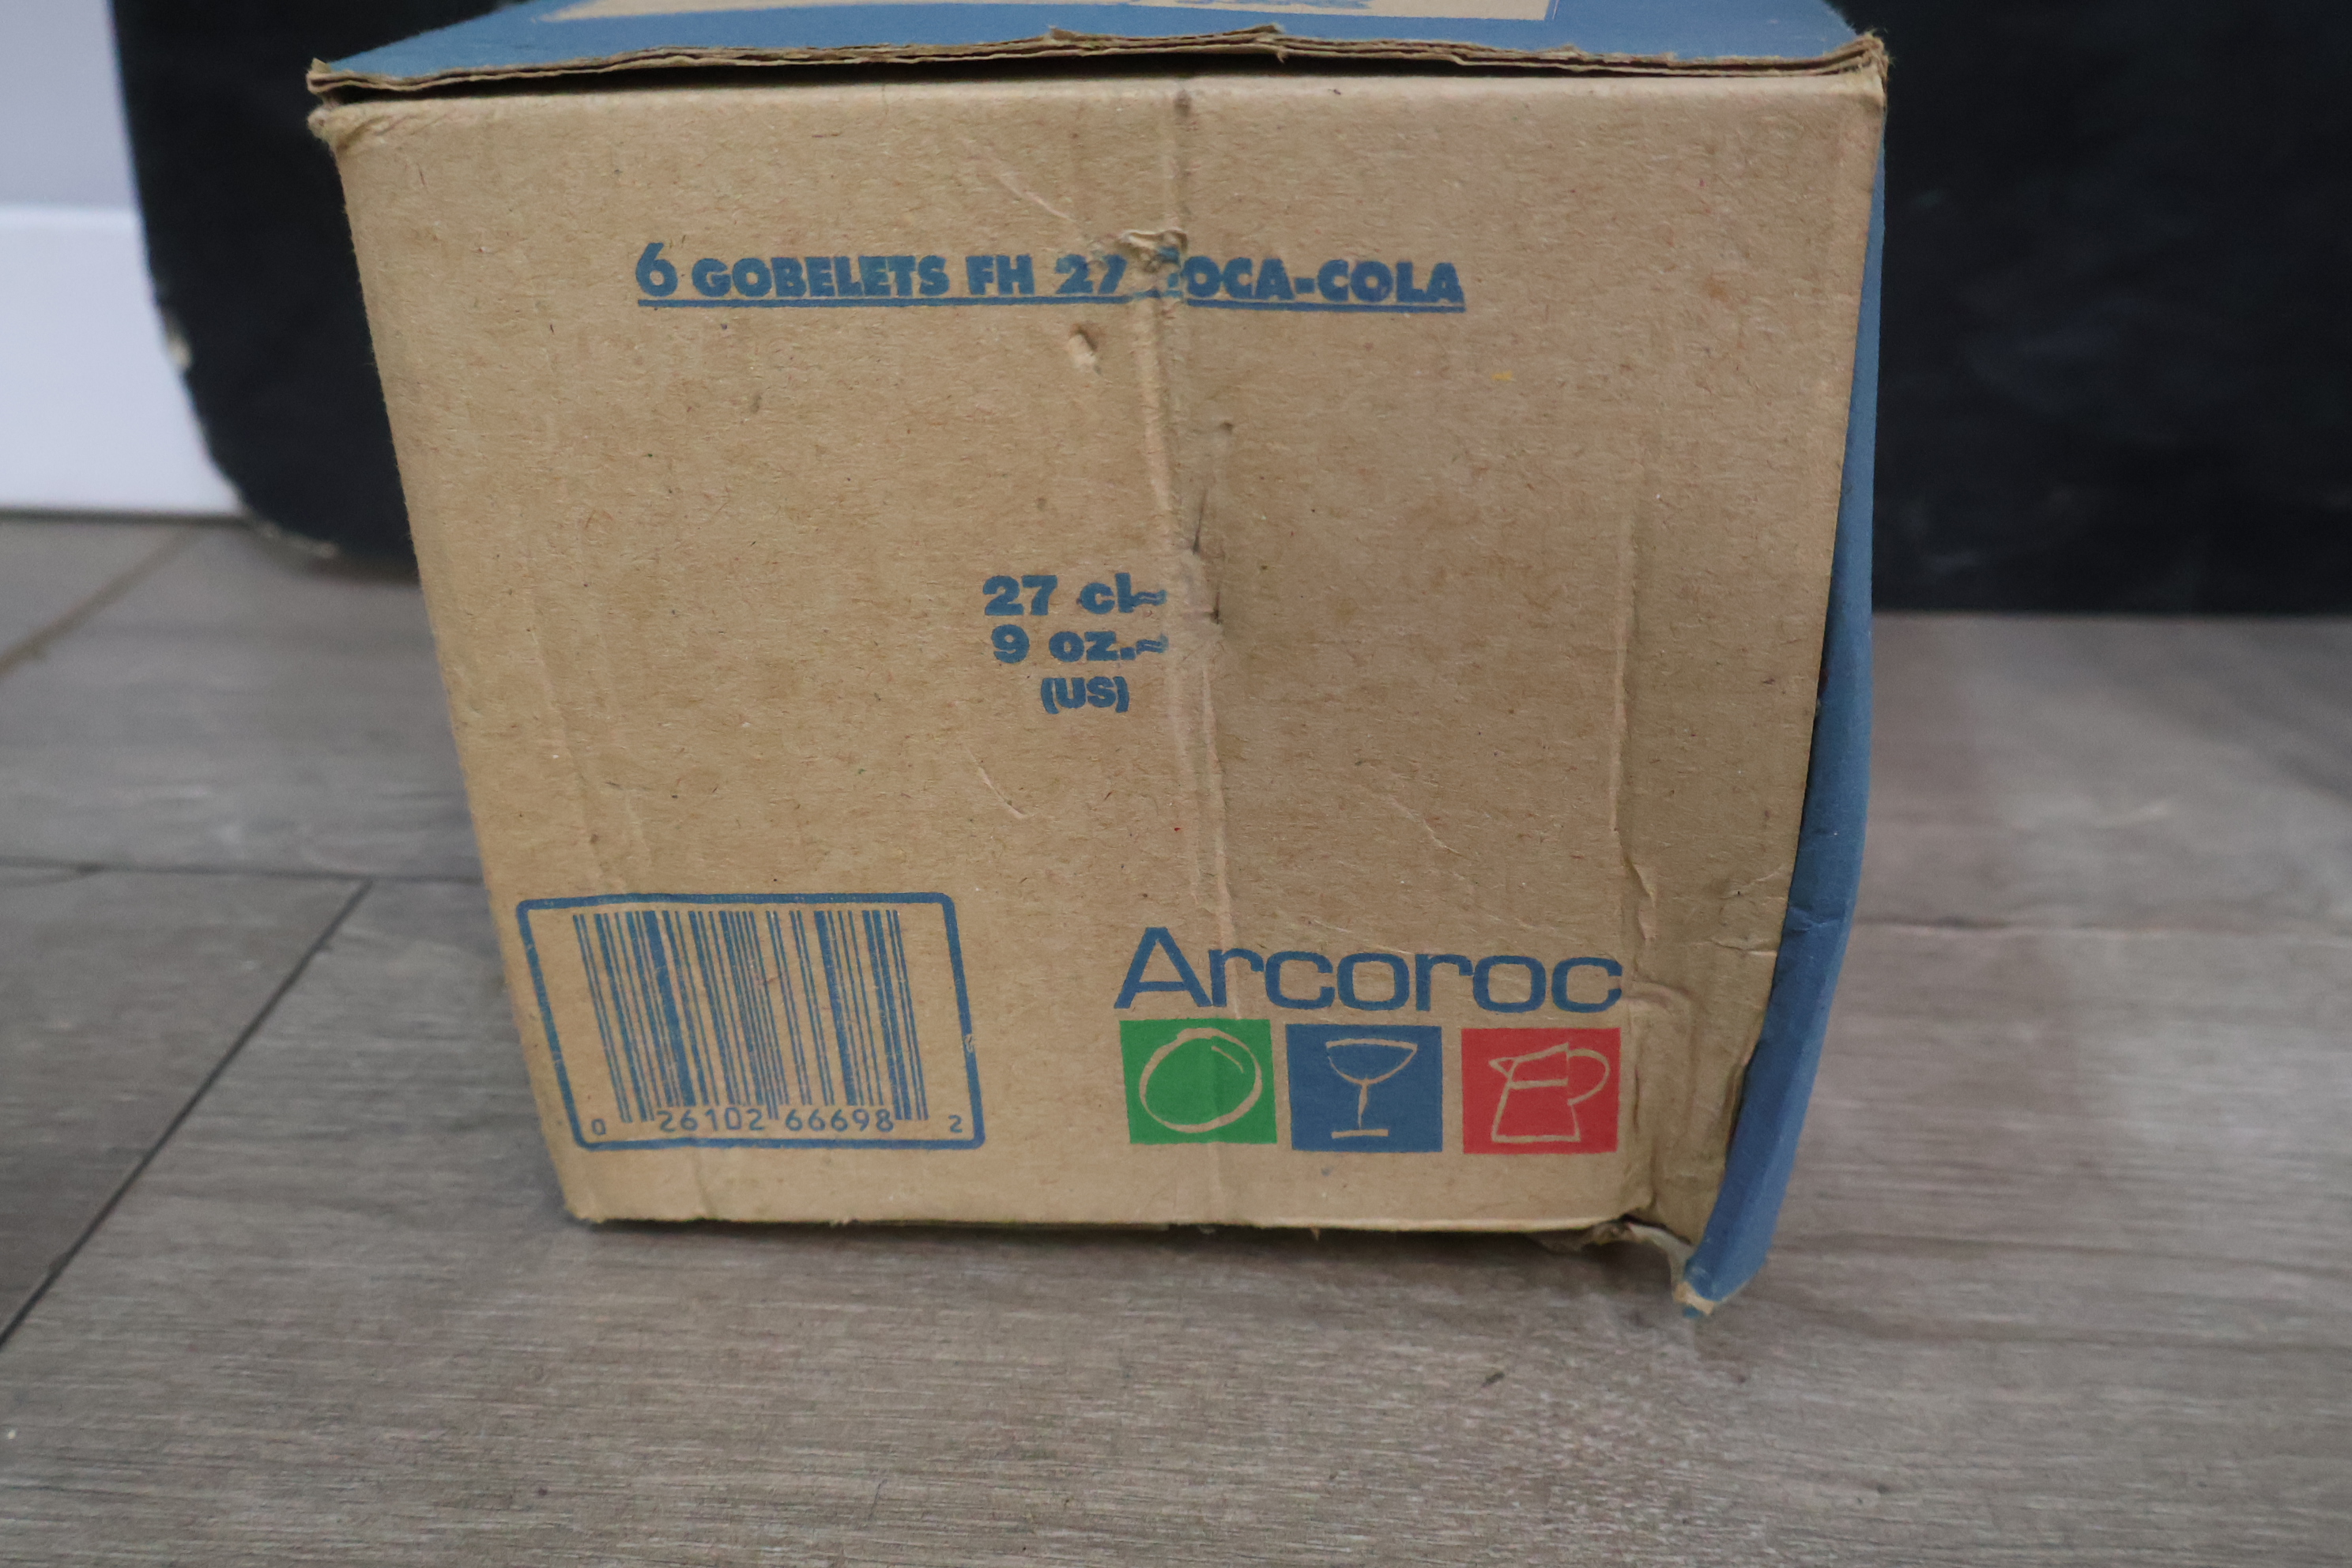 6 GOBELETS FH 27 COCA-COLA
27 cl≈
9 oz.≈
(US)
0 26102 66698 2
Arcoroc